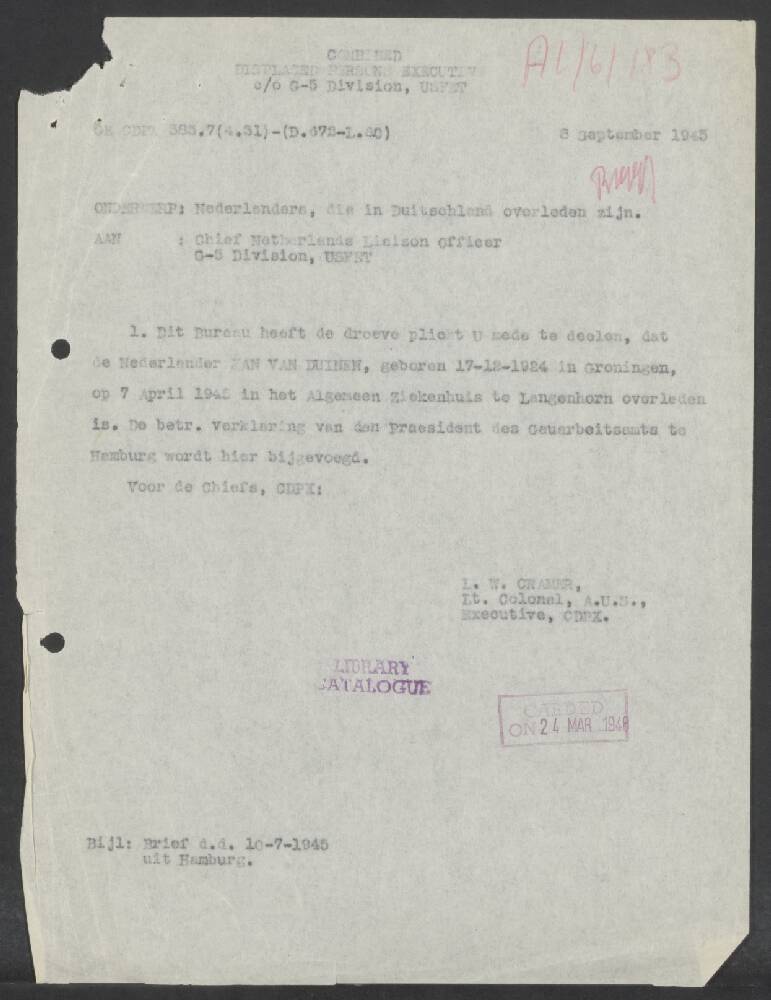 COMBINED
DISPLACED PERSONS EXECUTIVE
c/o G-5 Division, USFET
A1/6/183
383.7(4.31)-(D.672-L.60)
8 September 1945
ONDERWERP: Nederlanders, die in Duitschland overleden zijn.
AAN : Chief Netherlands Liaison Officer
G-5 Division, USFET
1. Dit Bureau heeft de droeve plicht U mede te deelen, dat
de Nederlander JAN VAN DUINEN, geboren 17-12-1924 in Groningen,
op 7 April 1945 in het Algemeen Ziekenhuis te Langenhorn overleden
is. De betr. verklaring van den Praesident des Gauarbeitsamts te
Hamburg wordt hier bijgevoegd.
Voor de Chiefs, CDPX:
L. W. CRAMER,
Lt. Colonel, A.U.S.,
Executive, CDPX.
LIBRARY
CATALOGUE
CARDED
ON 24 MAR 1948
Bijl: Brief d.d. 10-7-1945
uit Hamburg.